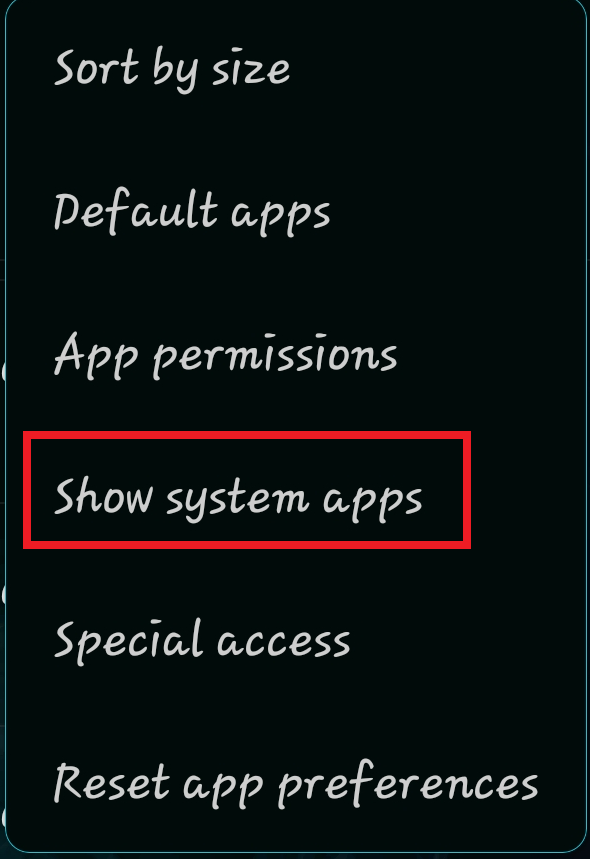 Sort by size
Default apps
App permissions
Show system apps
Special access
Reset app preferences